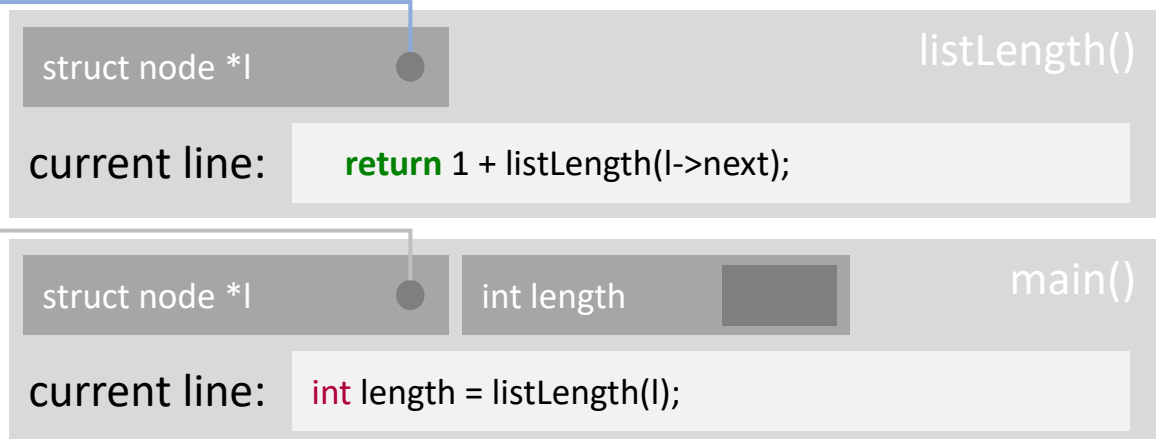 listLength()
struct node *l
current line: return 1 + listLength(l->next);
main()
struct node *l int length
current line: int length = listLength(l);